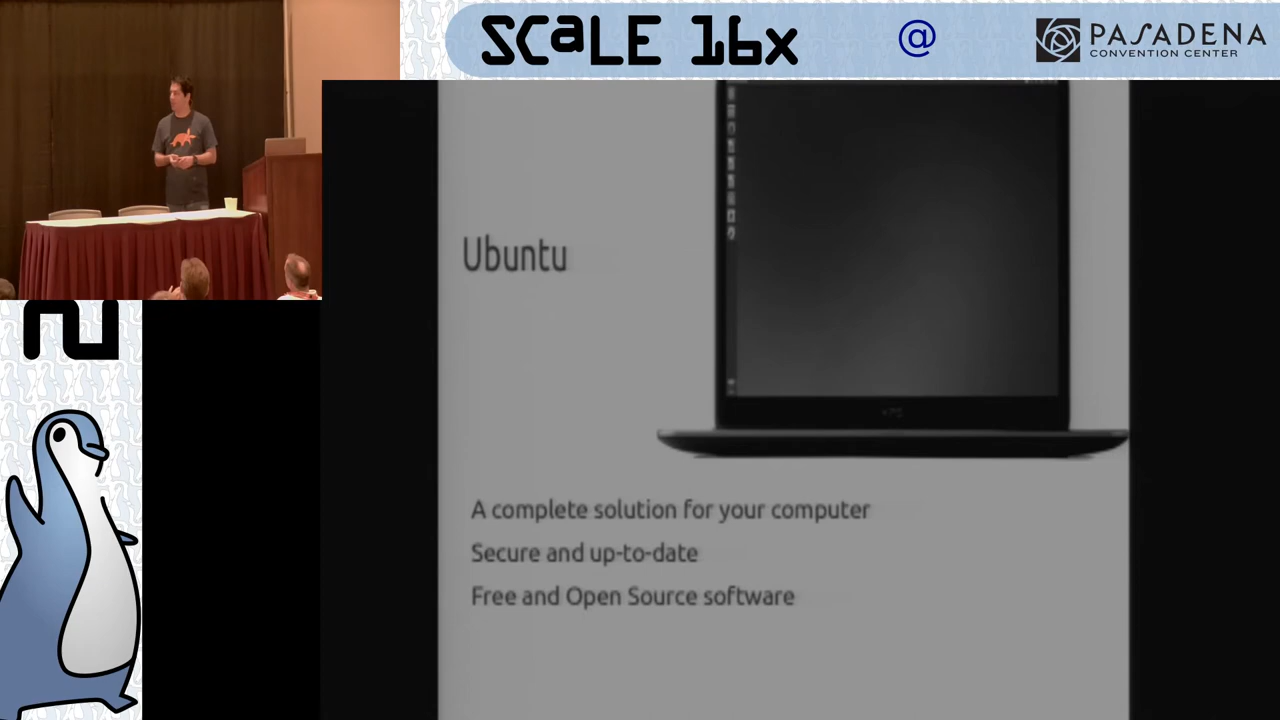 SCALE 16x @ PASADENA
CONVENTION CENTER
Ubuntu
XPS
A complete solution for your computer
Secure and up-to-date
Free and Open Source software